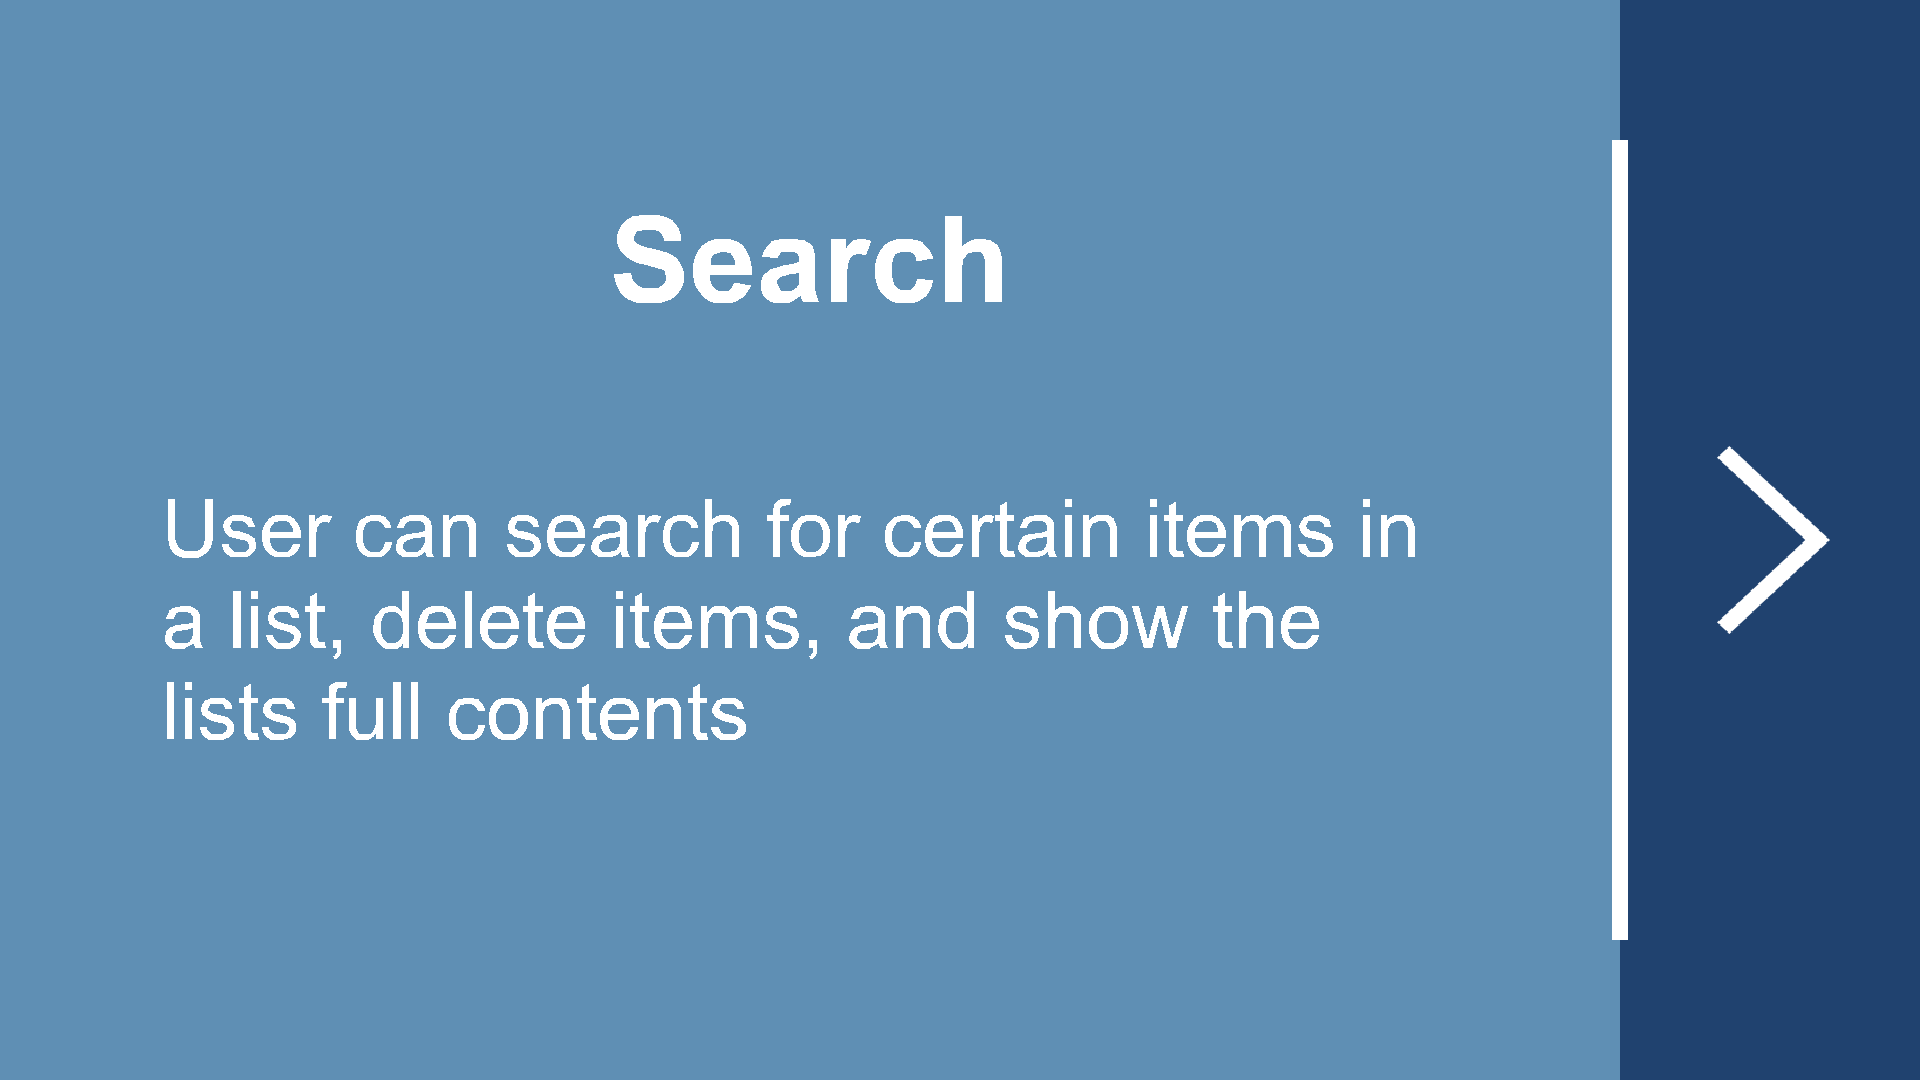 Search
User can search for certain items in
a list, delete items, and show the
lists full contents